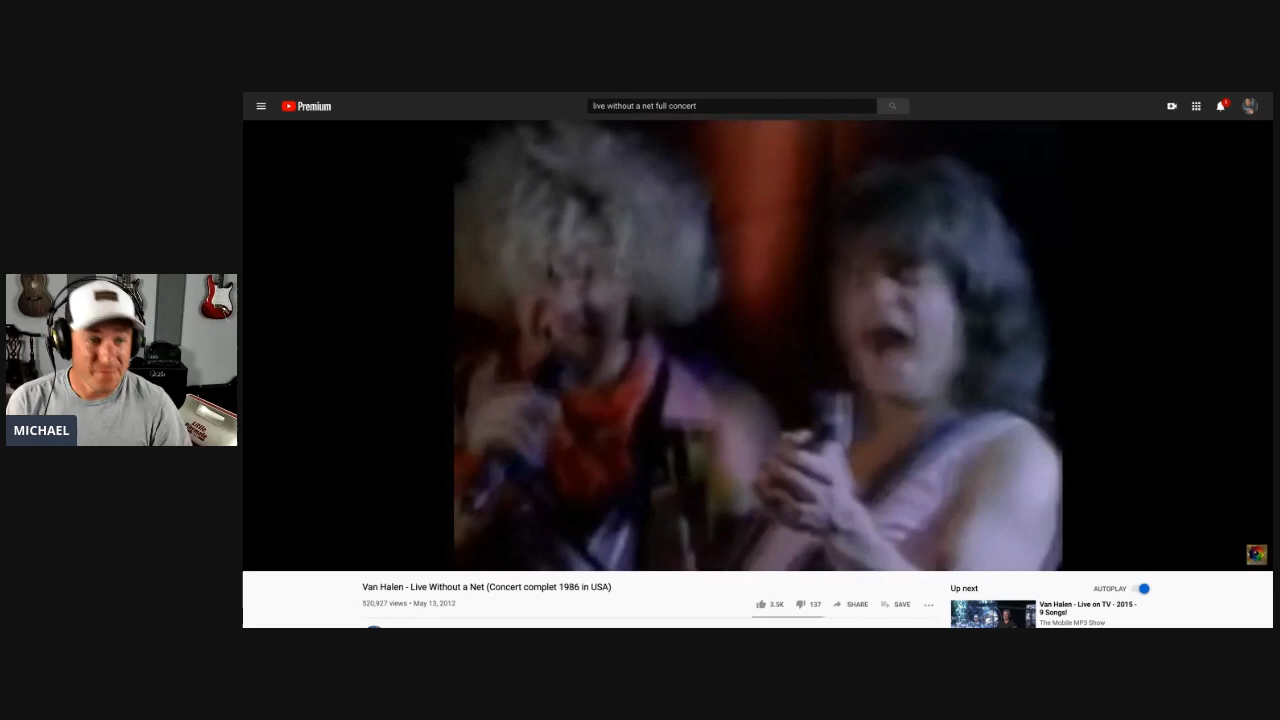 Premium
live without a net full concert
1
MICHAEL
Van Halen - Live Without a Net (Concert complet 1986 in USA)
520,927 views • May 13, 2012
3.5K
137
SHARE
SAVE
Up next
AUTOPLAY
Van Halen - Live on TV - 2015 -
9 Songs!
The Mobile MP3 Show